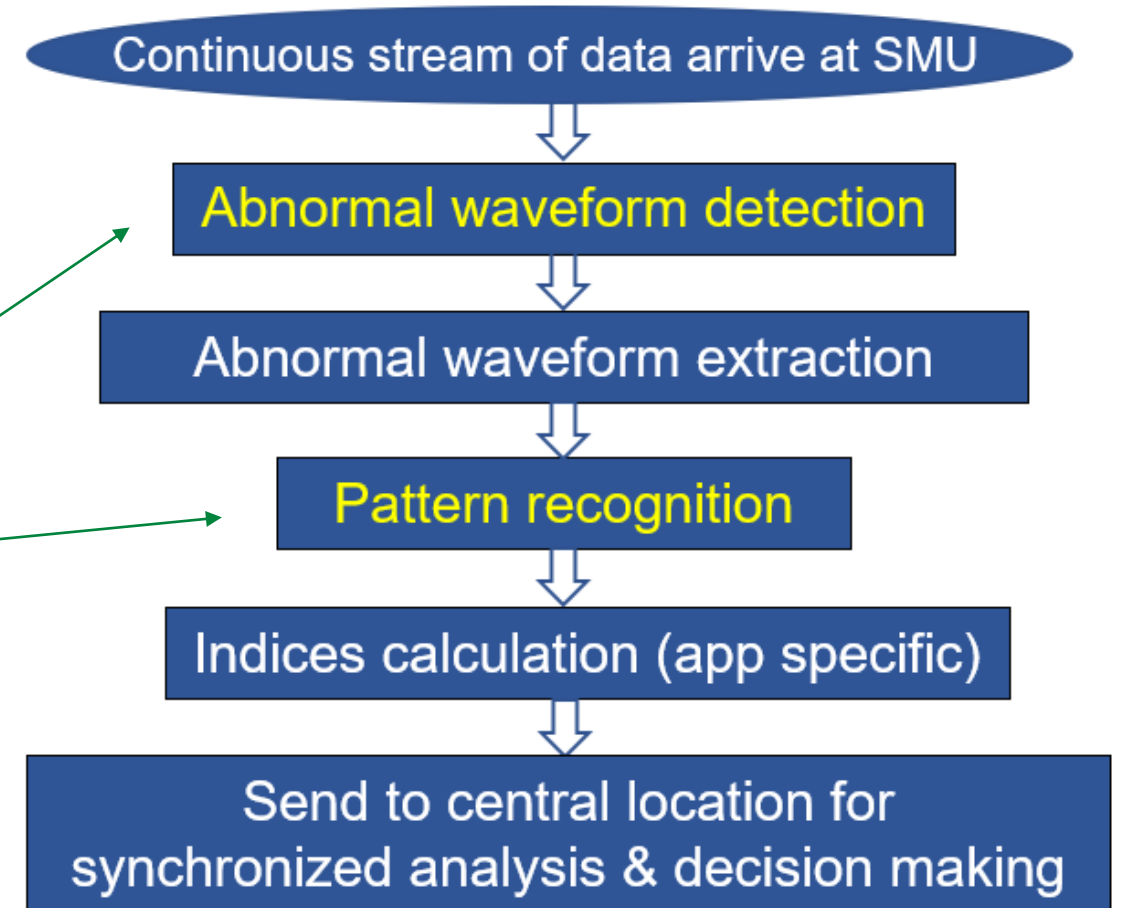 Continuous stream of data arrive at SMU
Abnormal waveform detection
Abnormal waveform extraction
Pattern recognition
Indices calculation (app specific)
Send to central location for
synchronized analysis & decision making